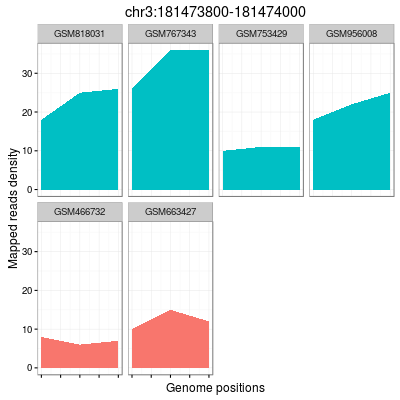 chr3:181473800-181474000
GSM818031 GSM767343 GSM753429 GSM956008
30
20
10
0
Mapped reads density
GSM466732 GSM663427
30
20
10
0
Genome positions